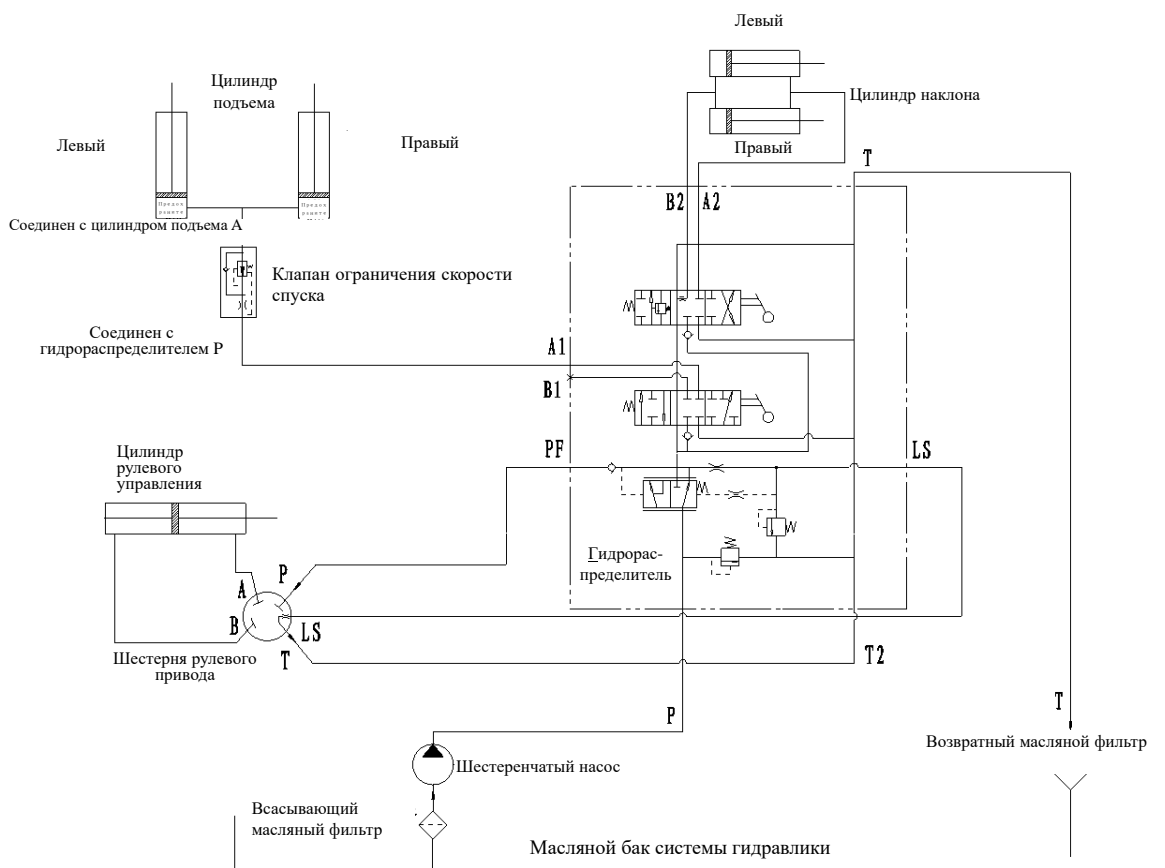 Левый
Цилиндр
подъема
Цилиндр наклона
Левый
Правый
Правый
T
B2
A2
Соединен с цилиндром подъема А
Клапан ограничения скорости
спуска
Соединен с
гидрораспределителем Р
A1
B1
PF
LS
Цилиндр
рулевого
управления
Гидрорас-
пределитель
P
A
B
LS
T
Шестерня рулевого
привода
T2
P
T
Возвратный масляной фильтр
Шестеренчатый насос
Всасывающий
масляный фильтр
Масляной бак системы гидравлики